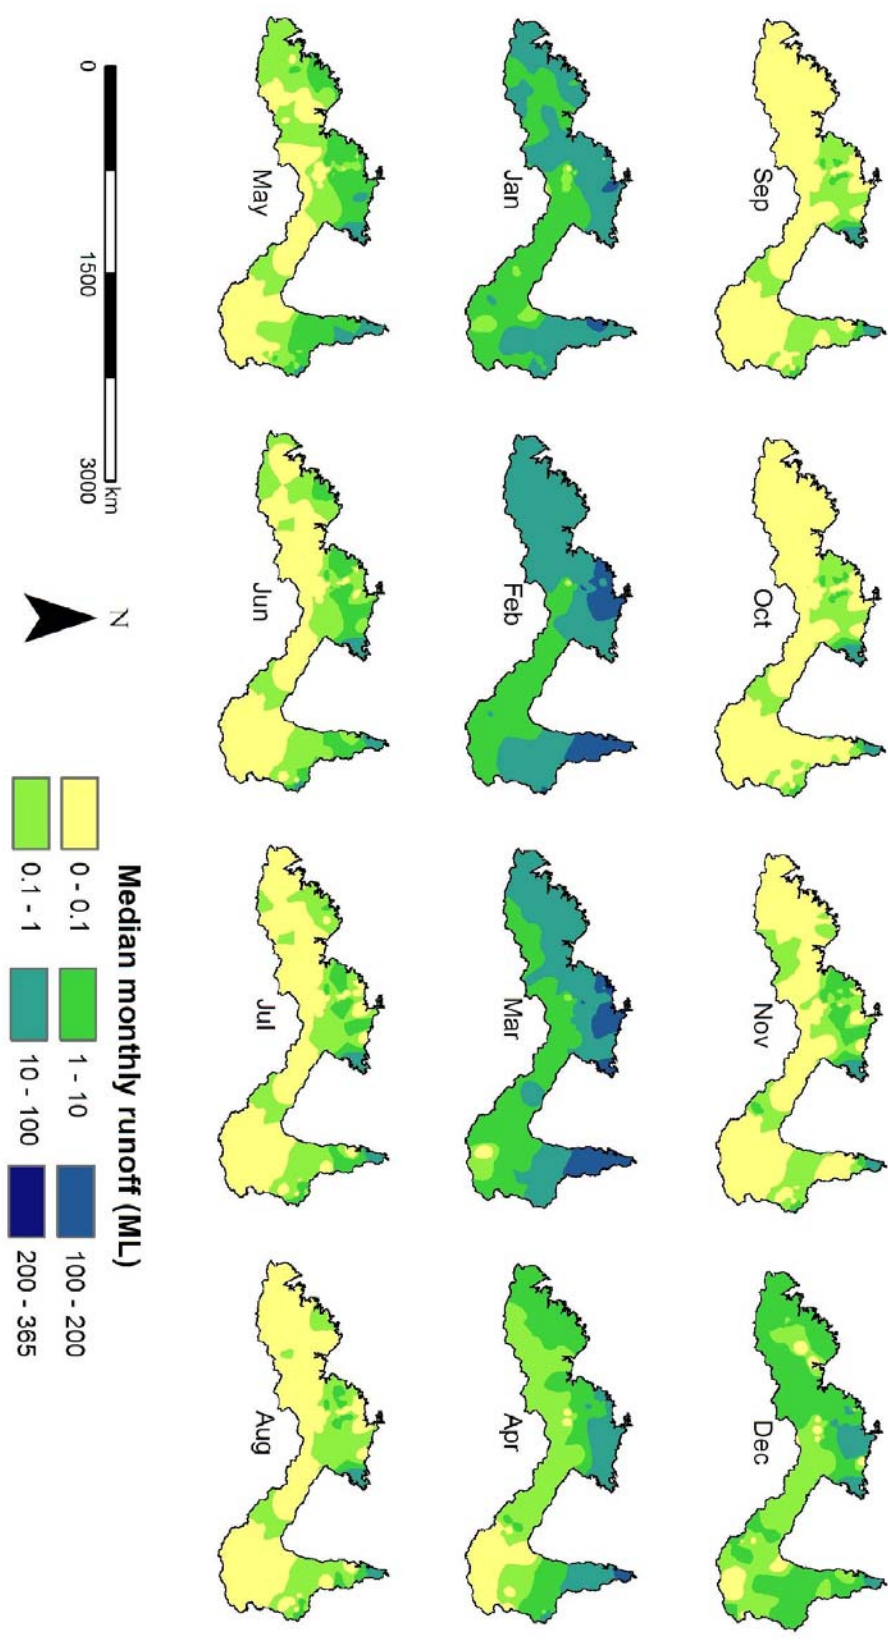 Sep
Oct
Nov
Dec
Jan
Feb
Mar
Apr
May
Jun
Jul
Aug
0 1500 3000
km
N
Median monthly runoff (ML)
0 - 0.1
1 - 10
100 - 200
0.1 - 1
10 - 100
200 - 365